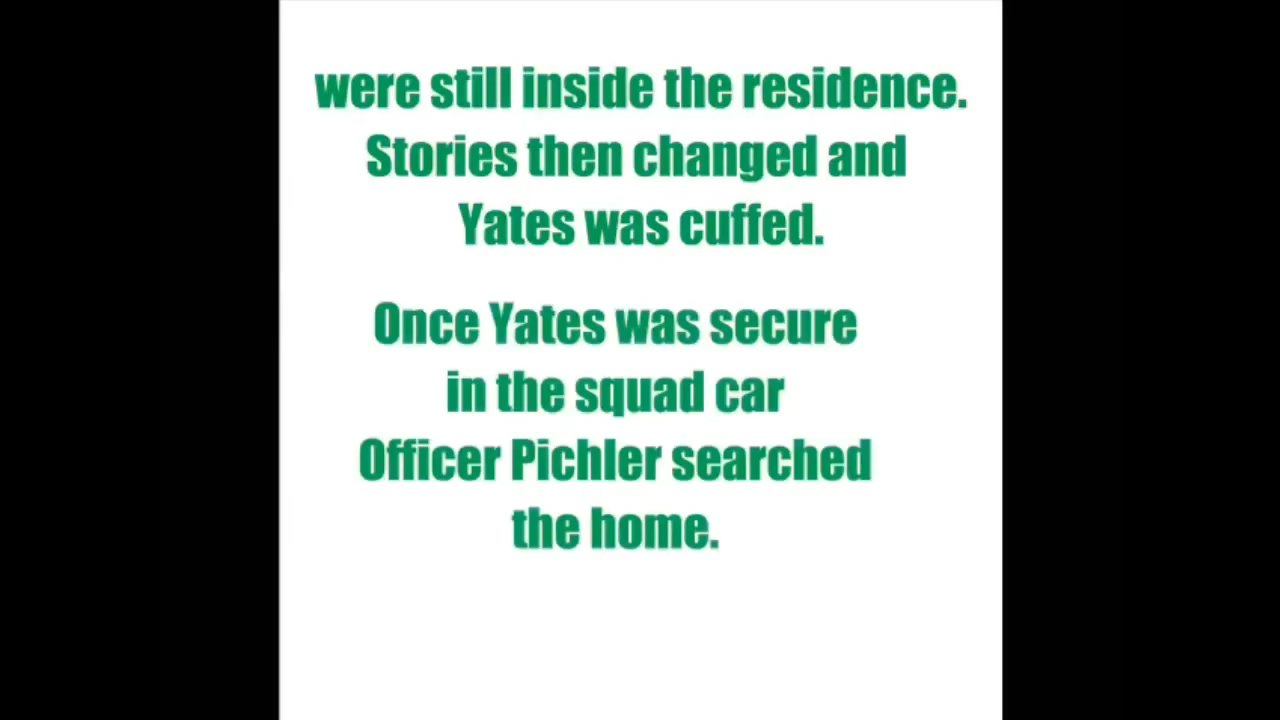 were still inside the residence.
Stories then changed and
Yates was cuffed.
Once Yates was secure
in the squad car
Officer Pichler searched
the home.